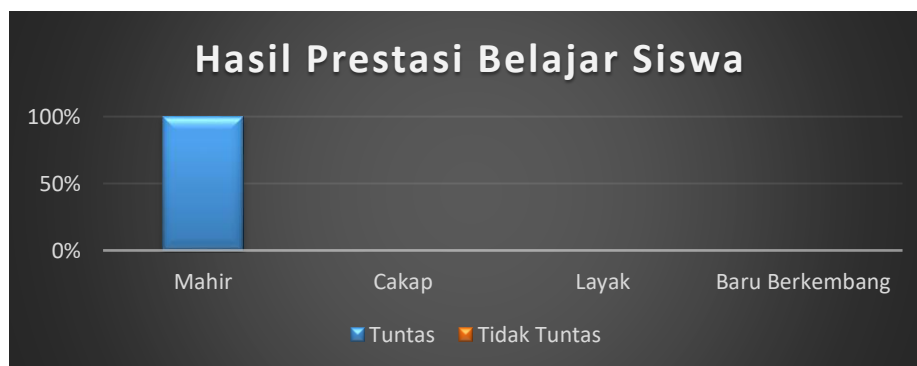 Hasil Prestasi Belajar Siswa
100%
50%
0%
Mahir Cakap Layak Baru Berkembang
Tuntas Tidak Tuntas